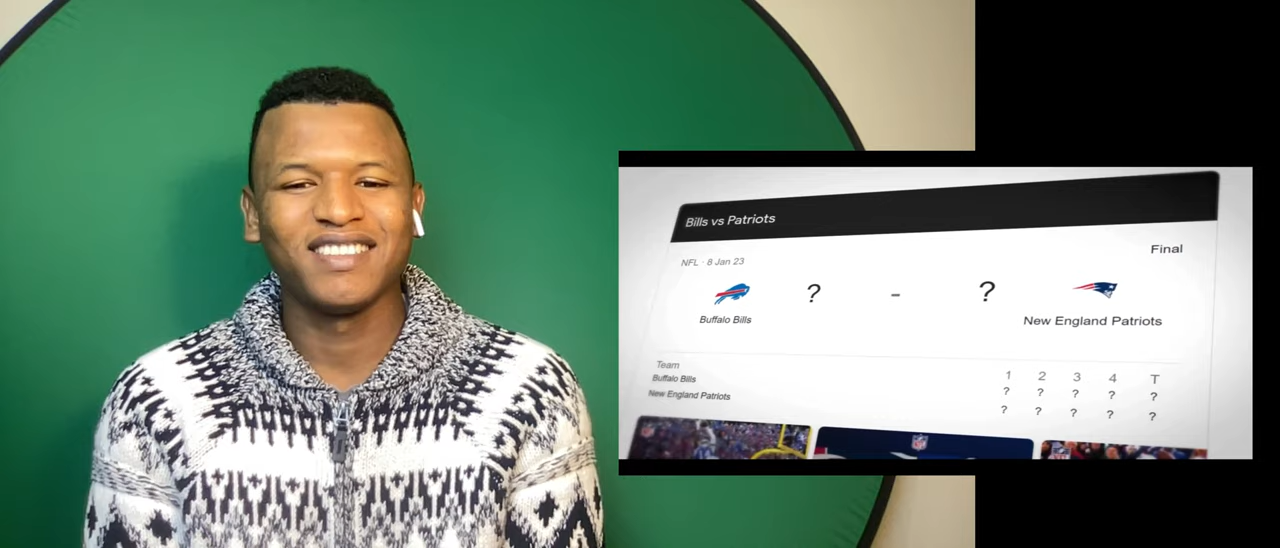 Bills vs Patriots
Final
NFL · 8 Jan 23
? - ?
Buffalo Bills New England Patriots
Team 1 2 3 4 T
Buffalo Bills ? ? ? ? ?
New England Patriots ? ? ? ? ?